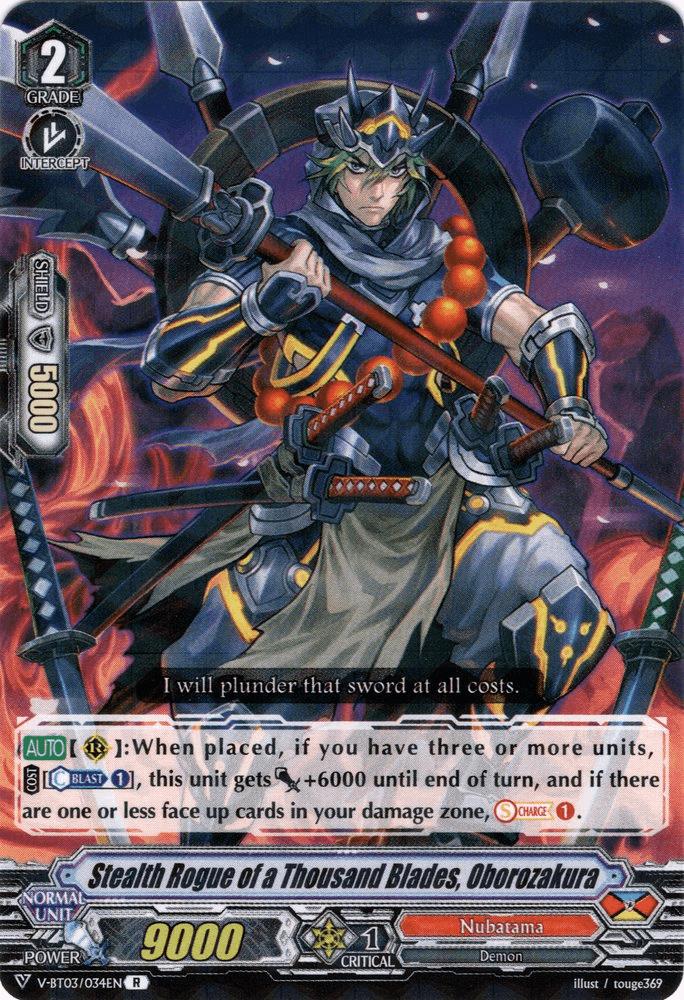 2
GRADE
INTERCEPT
SHIELD
5000
I will plunder that sword at all costs.
AUTO [ R ]:When placed, if you have three or more units,
COST [C BLAST 1], this unit gets +6000 until end of turn, and if there
are one or less face up cards in your damage zone, S CHARGE 1.
Stealth Rogue of a Thousand Blades, Oborozakura
NORMAL
UNIT
POWER
9000
1
CRITICAL
Nubatama
Demon
V-BT03/034EN R
illust / touge369